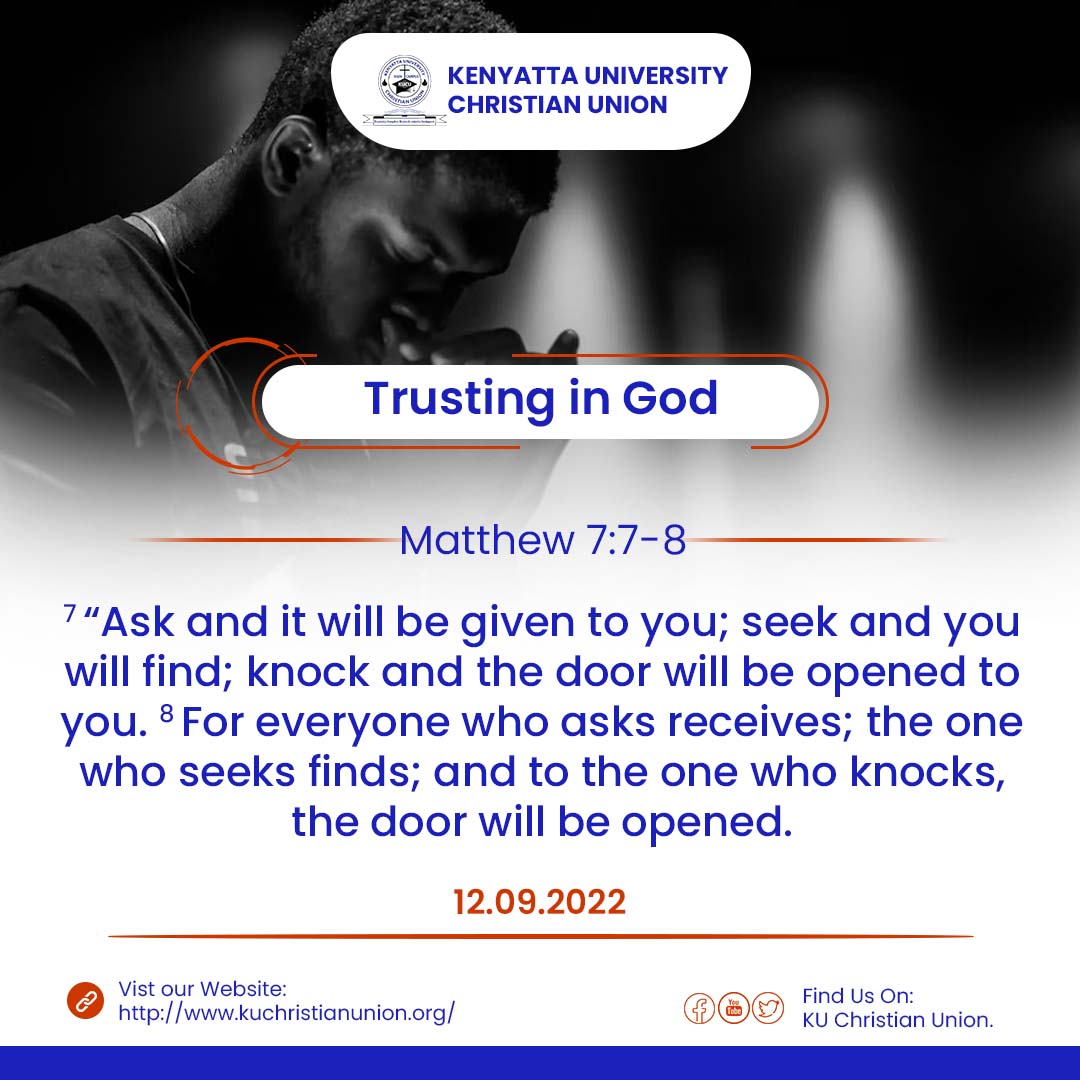 KENYATTA UNIVERSITY
CHRISTIAN UNION
Trusting in God
Matthew 7:7-8
7 “Ask and it will be given to you; seek and you
will find; knock and the door will be opened to
you. 8 For everyone who asks receives; the one
who seeks finds; and to the one who knocks,
the door will be opened.
12.09.2022
Vist our Website:
http://www.kuchristianunion.org/
You
Tube
Find Us On:
KU Christian Union.